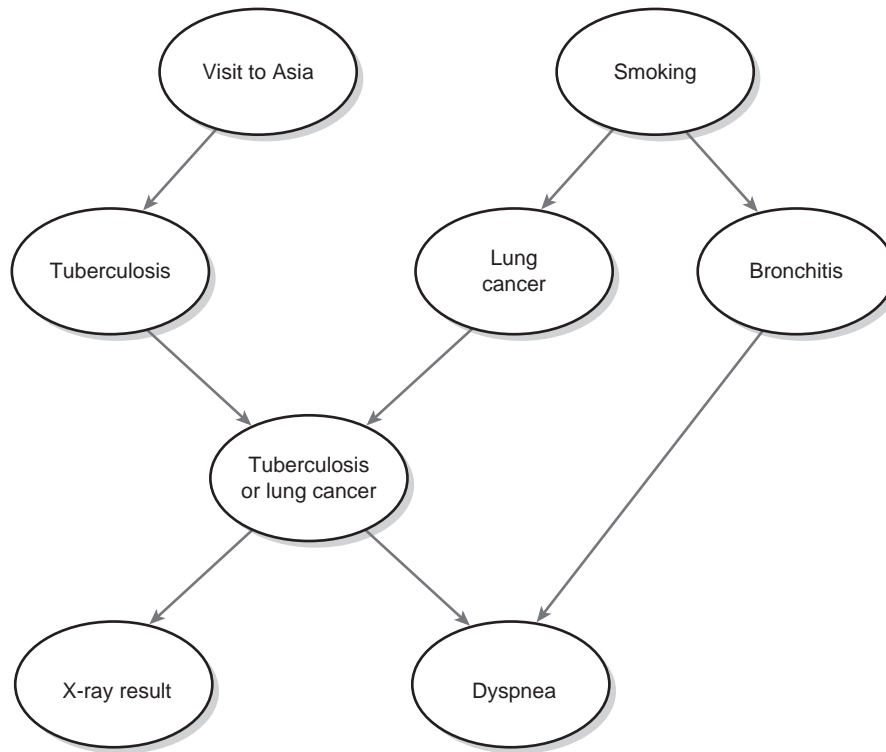 Visit to Asia
Smoking
Tuberculosis
Lung
cancer
Bronchitis
Tuberculosis
or lung cancer
X-ray result
Dyspnea